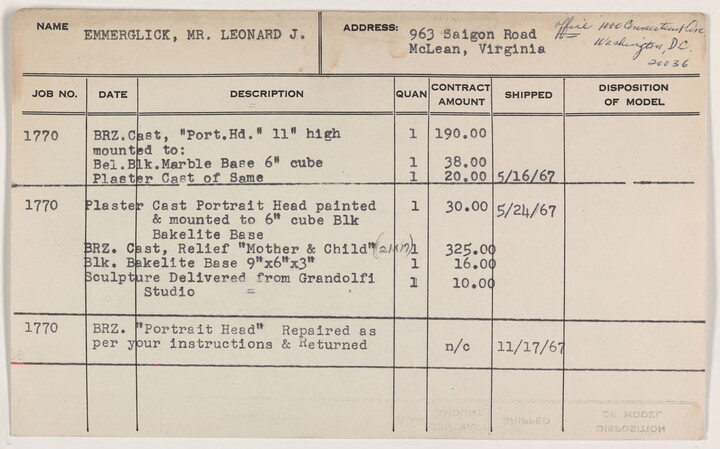 NAME EMMERGLICK, MR. LEONARD J. ADDRESS: 963 Saigon Road
McLean, Virginia
office 1000 Connecticut Ave
Washington, D.C.
20036
JOB NO. DATE DESCRIPTION QUAN CONTRACT AMOUNT SHIPPED DISPOSITION OF MODEL
1770 BRZ.Cast, "Port.Hd." 11" high 1 190.00
mounted to:
Bel.Blk.Marble Base 6" cube 1 38.00
Plaster Cast of Same 1 20.00 5/16/67
1770 Plaster Cast Portrait Head painted 1 30.00 5/24/67
& mounted to 6" cube Blk
Bakelite Base
BRZ. Cast, Relief "Mother & Child" 1 325.00
Blk. Bakelite Base 9"x6"x3" 1 16.00
Sculpture Delivered from Grandolfi 1 10.00
Studio =
1770 BRZ. "Portrait Head" Repaired as
per your instructions & Returned n/c 11/17/67